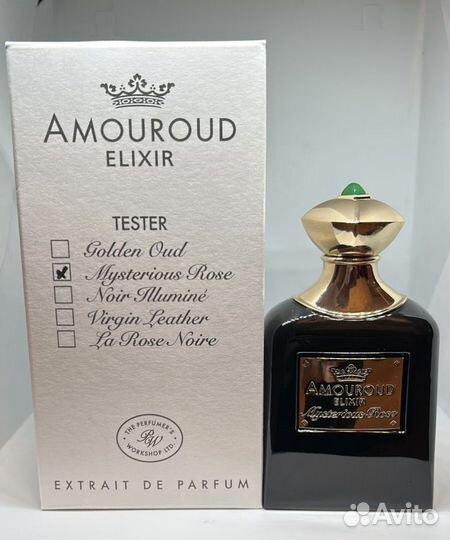 AMOUROUD
ELIXIR
TESTER
Golden Oud
Mysterious Rose
Noir Illuminé
Virgin Leather
La Rose Noire
THE PERFUMER'S
PW
WORKSHOP LTD.
EXTRAIT DE PARFUM
AMOUROUD
ELIXIR
Mysterious Rose
Avito